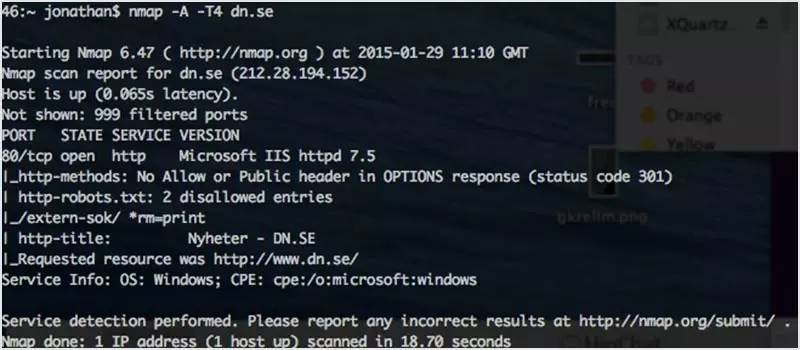 46:~ jonathan$ nmap -A -T4 dn.se
Starting Nmap 6.47 ( http://nmap.org ) at 2015-01-29 11:10 GMT
Nmap scan report for dn.se (212.28.194.152)
Host is up (0.065s latency).
Not shown: 999 filtered ports
PORT   STATE SERVICE VERSION
80/tcp open  http    Microsoft IIS httpd 7.5
|_http-methods: No Allow or Public header in OPTIONS response (status code 301)
| http-robots.txt: 2 disallowed entries
|_/extern-sok/ *rm=print
| http-title:         Nyheter - DN.SE
|_Requested resource was http://www.dn.se/
Service Info: OS: Windows; CPE: cpe:/o:microsoft:windows
Service detection performed. Please report any incorrect results at http://nmap.org/submit/ .
Nmap done: 1 IP address (1 host up) scanned in 18.70 seconds
XQuartz
TAGS
Red
Orange
Yellow
gkrellm.png